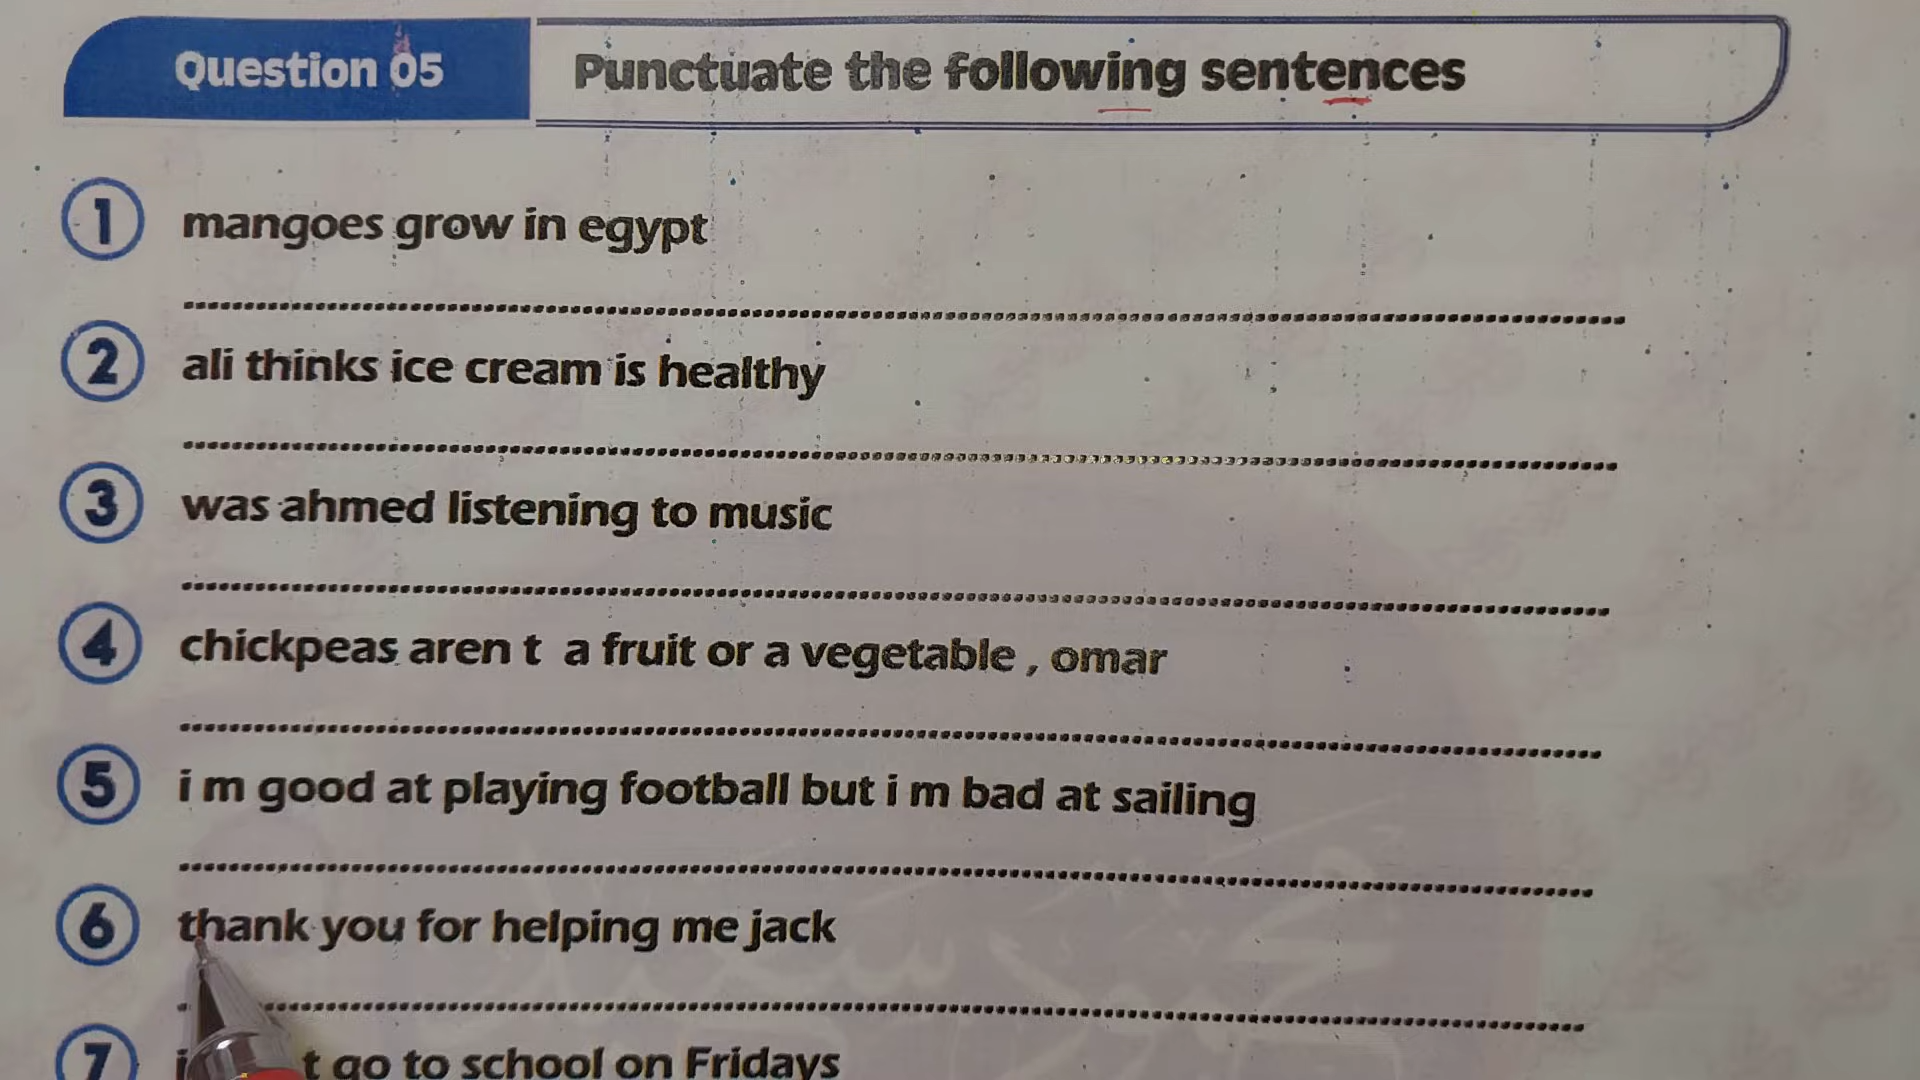 Question 05
Punctuate the following sentences
1 mangoes grow in egypt
2 ali thinks ice cream is healthy
3 was ahmed listening to music
4 chickpeas aren t a fruit or a vegetable , omar
5 i m good at playing football but i m bad at sailing
6 thank you for helping me jack
7 i t go to school on Fridays